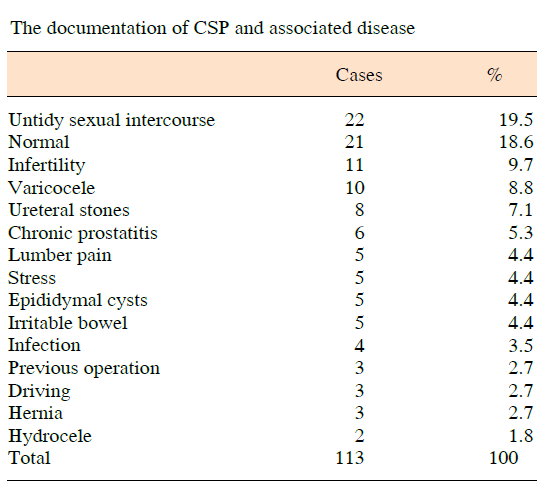 The documentation of CSP and associated disease
Cases %
Untidy sexual intercourse 22 19.5
Normal 21 18.6
Infertility 11 9.7
Varicocele 10 8.8
Ureteral stones 8 7.1
Chronic prostatitis 6 5.3
Lumber pain 5 4.4
Stress 5 4.4
Epididymal cysts 5 4.4
Irritable bowel 5 4.4
Infection 4 3.5
Previous operation 3 2.7
Driving 3 2.7
Hernia 3 2.7
Hydrocele 2 1.8
Total 113 100